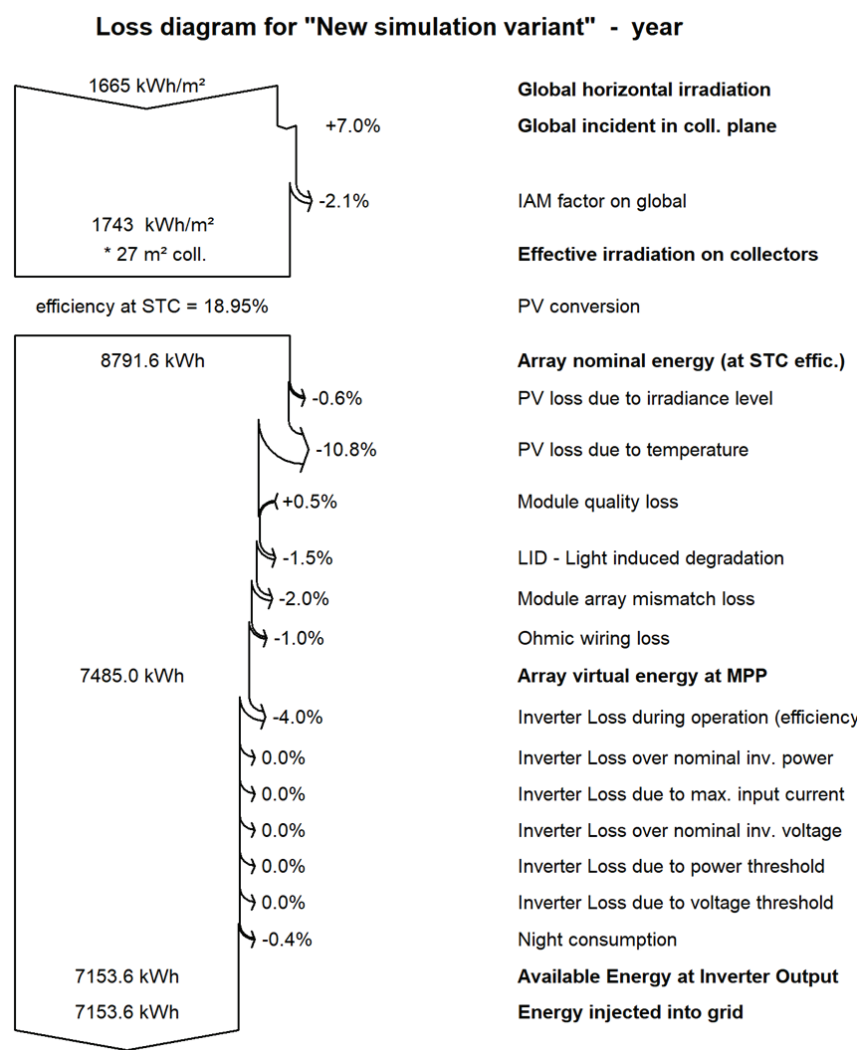 Loss diagram for "New simulation variant" - year
1665 kWh/m² Global horizontal irradiation
+7.0% Global incident in coll. plane
-2.1% IAM factor on global
1743 kWh/m²
* 27 m² coll. Effective irradiation on collectors
efficiency at STC = 18.95% PV conversion
8791.6 kWh Array nominal energy (at STC effic.)
-0.6% PV loss due to irradiance level
-10.8% PV loss due to temperature
+0.5% Module quality loss
-1.5% LID - Light induced degradation
-2.0% Module array mismatch loss
-1.0% Ohmic wiring loss
7485.0 kWh Array virtual energy at MPP
-4.0% Inverter Loss during operation (efficiency
0.0% Inverter Loss over nominal inv. power
0.0% Inverter Loss due to max. input current
0.0% Inverter Loss over nominal inv. voltage
0.0% Inverter Loss due to power threshold
0.0% Inverter Loss due to voltage threshold
-0.4% Night consumption
7153.6 kWh Available Energy at Inverter Output
7153.6 kWh Energy injected into grid